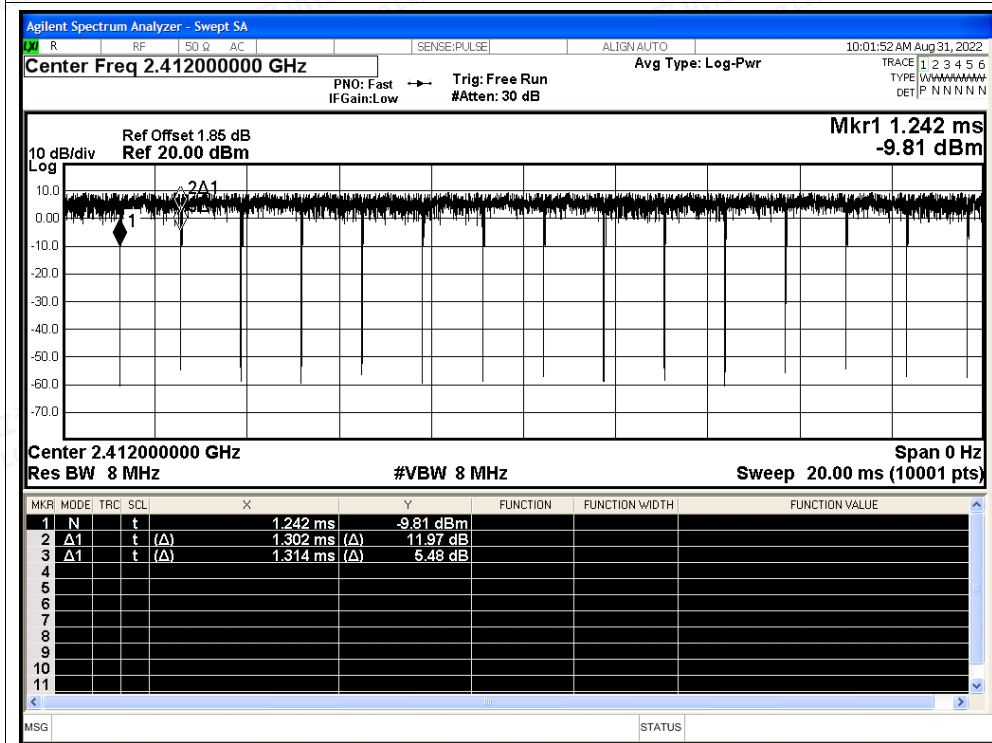 Agilent Spectrum Analyzer - Swept SA
LXI R RF 50 Ω AC SENSE:PULSE ALIGN AUTO 10:01:52 AM Aug 31, 2022
Center Freq 2.412000000 GHz Avg Type: Log-Pwr TRACE 1 2 3 4 5 6
PNO: Fast Trig: Free Run TYPE
IFGain:Low #Atten: 30 dB DET P N N N N N
Mkr1 1.242 ms
Ref Offset 1.85 dB
10 dB/div Ref 20.00 dBm -9.81 dBm
Log
10.0 2Δ1
0.00 1
-10.0
-20.0
-30.0
-40.0
-50.0
-60.0
-70.0
Center 2.412000000 GHz Span 0 Hz
Res BW 8 MHz #VBW 8 MHz Sweep 20.00 ms (10001 pts)
MKR MODE TRC SCL X Y FUNCTION FUNCTION WIDTH FUNCTION VALUE
1 N t 1.242 ms -9.81 dBm
2 Δ1 t (Δ) 1.302 ms (Δ) 11.97 dB
3 Δ1 t (Δ) 1.314 ms (Δ) 5.48 dB
4
5
6
7
8
9
10
11
MSG STATUS